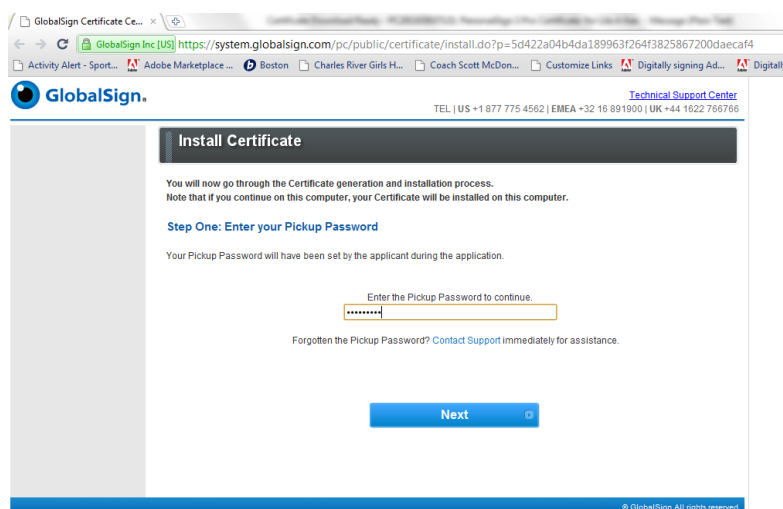 GlobalSign Certificate Ce... ×
GlobalSign Inc [US] https://system.globalsign.com/pc/public/certificate/install.do?p=5d422a04b4da189963f264f3825867200daecaf4
Activity Alert - Sport... Adobe Marketplace ... Boston Charles River Girls H... Coach Scott McDon... Customize Links Digitally signing Ad... Digitall
GlobalSign.
Technical Support Center
TEL | US +1 877 775 4562 | EMEA +32 16 891900 | UK +44 1622 766766
Install Certificate
You will now go through the Certificate generation and installation process.
Note that if you continue on this computer, your Certificate will be installed on this computer.
Step One: Enter your Pickup Password
Your Pickup Password will have been set by the applicant during the application.
Enter the Pickup Password to continue.
•••••••••
Forgotten the Pickup Password? Contact Support immediately for assistance.
Next
© GlobalSign All rights reserved